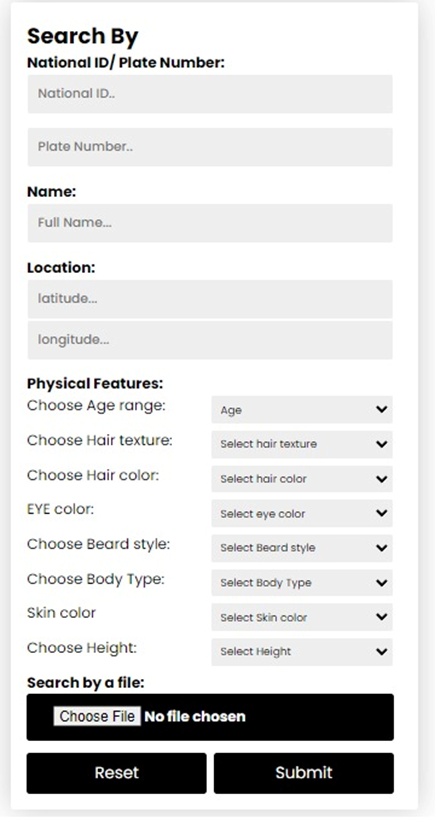 Search By
National ID/ Plate Number:
National ID..
Plate Number..
Name:
Full Name...
Location:
latitude...
longitude...
Physical Features:
Choose Age range: Age
Choose Hair texture: Select hair texture
Choose Hair color: Select hair color
EYE color: Select eye color
Choose Beard style: Select Beard style
Choose Body Type: Select Body Type
Skin color Select Skin color
Choose Height: Select Height
Search by a file:
Choose File No file chosen
Reset Submit